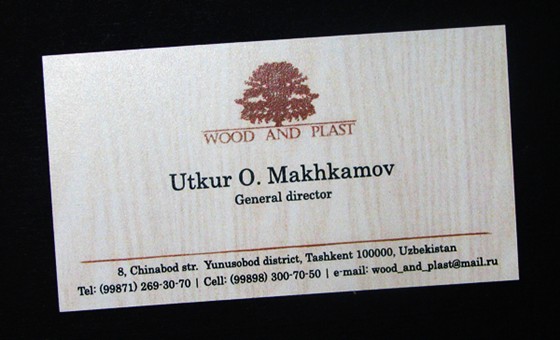 WOOD AND PLAST
Utkur O. Makhkamov
General director
8, Chinabod str. Yunusobod district, Tashkent 100000, Uzbekistan
Tel: (99871) 269-30-70 | Cell: (99898) 300-70-50 | e-mail: wood_and_plast@mail.ru